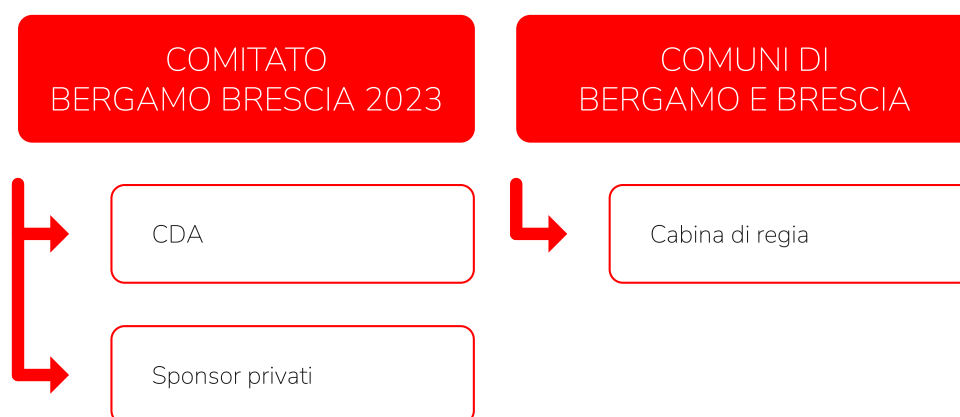 COMITATO
BERGAMO BRESCIA 2023
CDA
Sponsor privati
COMUNI DI
BERGAMO E BRESCIA
Cabina di regia